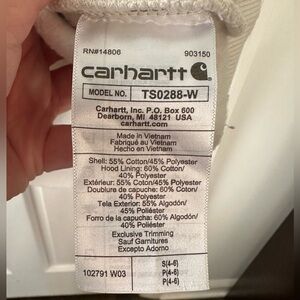 RN#14806 903150
carhartt
MODEL NO. TS0288-W
Carhartt, Inc. P.O. Box 600
Dearborn, MI 48121 USA
carhartt.com
Made in Vietnam
Fabriqué au Vietnam
Hecho en Vietnam
Shell: 55% Cotton/45% Polyester
Hood Lining: 60% Cotton/
40% Polyester
Extérieur: 55% Cotton/45% Polyester
Doublure de capuche: 60% Cotton/
40% Polyester
Tela Exterior: 55% Algodón/
45% Poliéster
Forro de la capucha: 60% Algodón/
40% Poliéster
Exclusive Trimming
Sauf Garnitures
Excepto Adorno
S(4-6)
102791 W03 P(4-6)
P(4-6)